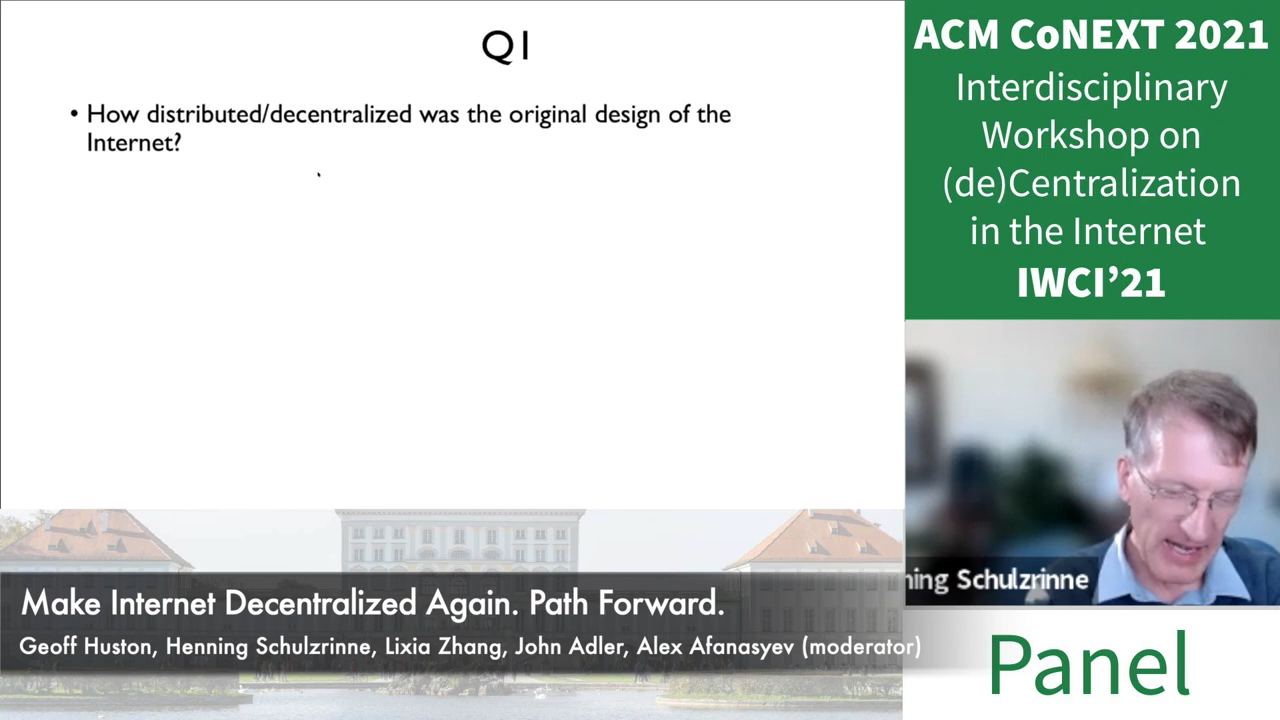 Q1
• How distributed/decentralized was the original design of the
Internet?
ACM CoNEXT 2021
Interdisciplinary
Workshop on
(de)Centralization
in the Internet
IWCI’21
ning Schulzrinne
Make Internet Decentralized Again. Path Forward.
Geoff Huston, Henning Schulzrinne, Lixia Zhang, John Adler, Alex Afanasyev (moderator)
Panel